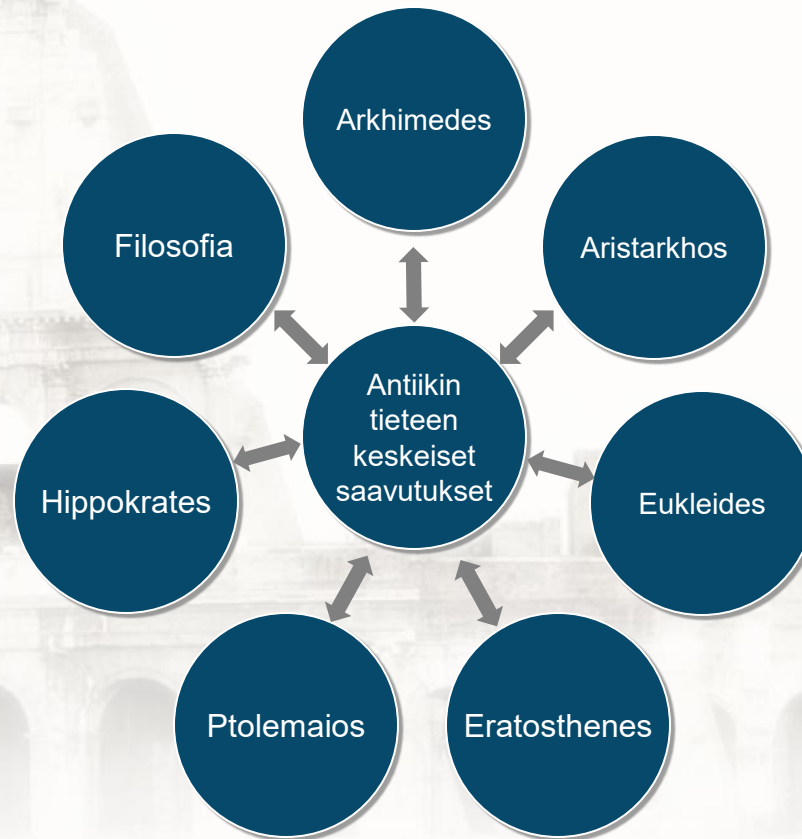 Arkhimedes
Filosofia
Aristarkhos
Antiikin
tieteen
keskeiset
saavutukset
Hippokrates
Eukleides
Ptolemaios
Eratosthenes